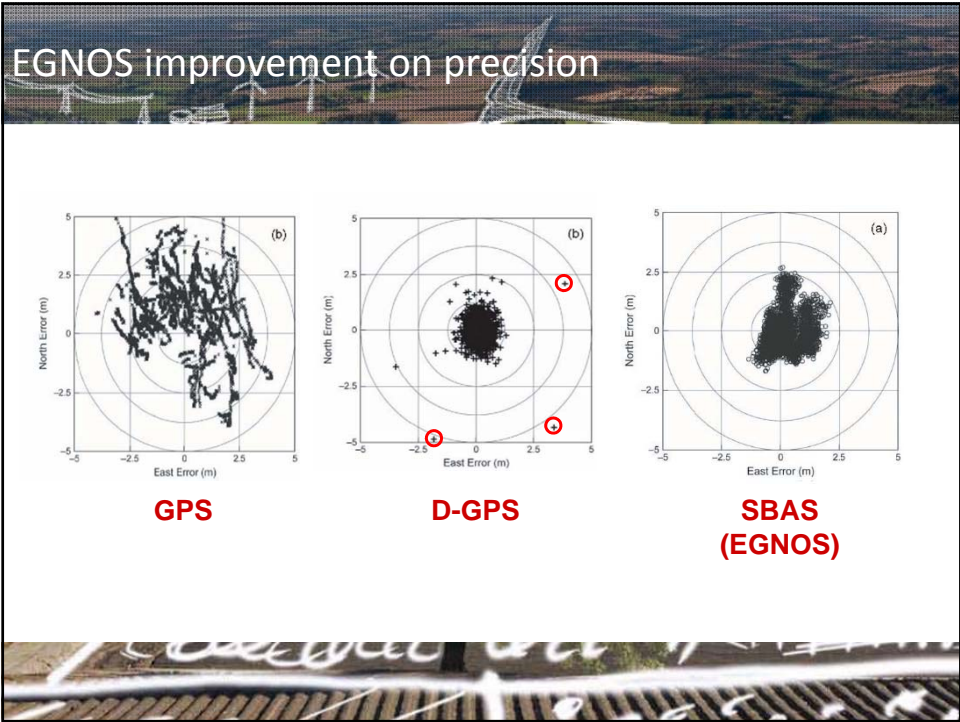 EGNOS improvement on precision
(b)
5
2.5
0
−2.5
−5
North Error (m)
−5
−2.5
0
2.5
5
East Error (m)
GPS
(b)
5
2.5
0
−2.5
−5
North Error (m)
−5
−2.5
0
2.5
5
East Error (m)
D-GPS
(a)
5
2.5
0
−2.5
−5
North Error (m)
−5
−2.5
0
2.5
5
East Error (m)
SBAS
(EGNOS)